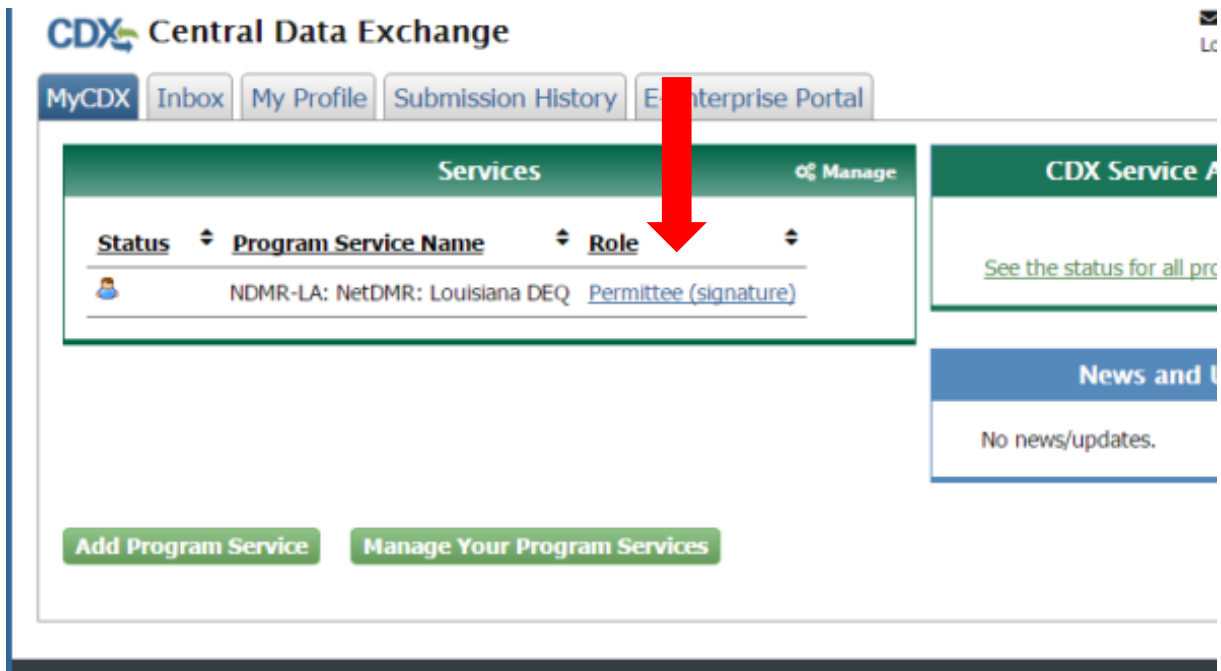 CDX Central Data Exchange
MyCDX Inbox My Profile Submission History E-Enterprise Portal
Services Manage
Status Program Service Name Role
NDMR-LA: NetDMR: Louisiana DEQ Permittee (signature)
Add Program Service Manage Your Program Services
CDX Service
See the status for all
News and
No news/updates.